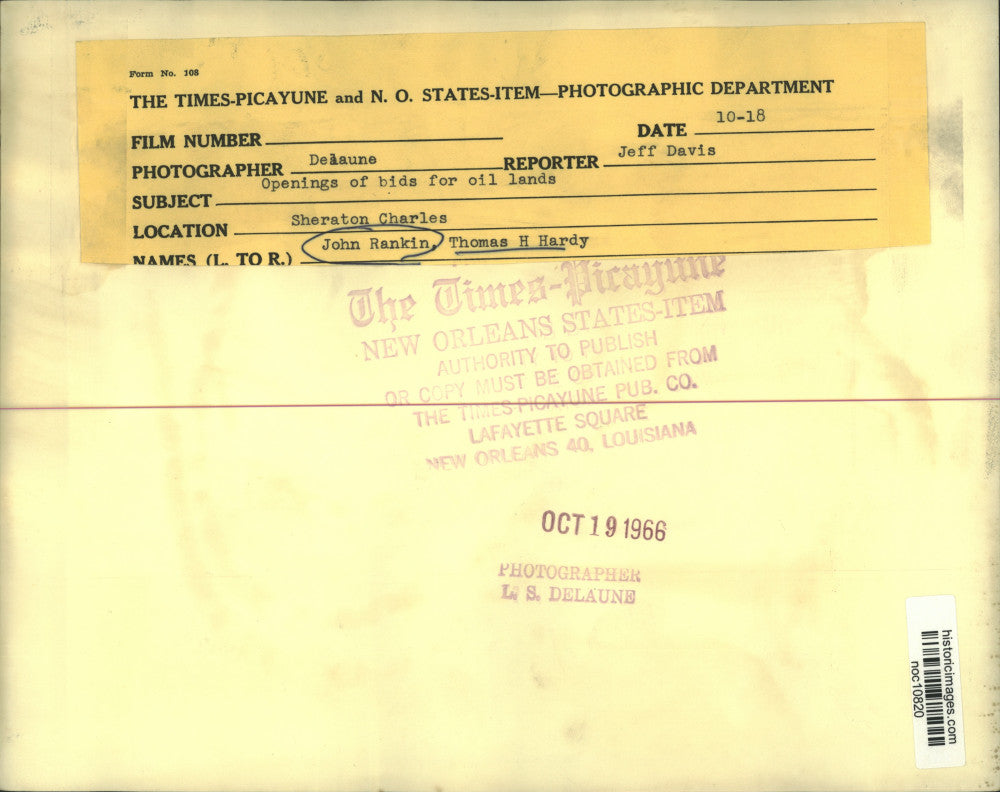 Form No. 108
THE TIMES-PICAYUNE and N. O. STATES-ITEM—PHOTOGRAPHIC DEPARTMENT
FILM NUMBER DATE 10-18
PHOTOGRAPHER Delaune REPORTER Jeff Davis
SUBJECT Openings of bids for oil lands
LOCATION Sheraton Charles
NAMES (L. TO R.) John Rankin, Thomas H Hardy
The Times-Picayune
NEW ORLEANS STATES-ITEM
AUTHORITY TO PUBLISH
OR COPY MUST BE OBTAINED FROM
THE TIMES-PICAYUNE PUB. CO.
LAFAYETTE SQUARE
NEW ORLEANS 40, LOUISIANA
OCT 19 1966
PHOTOGRAPHER
L. S. DELAUNE
historicimages.com
noc10820